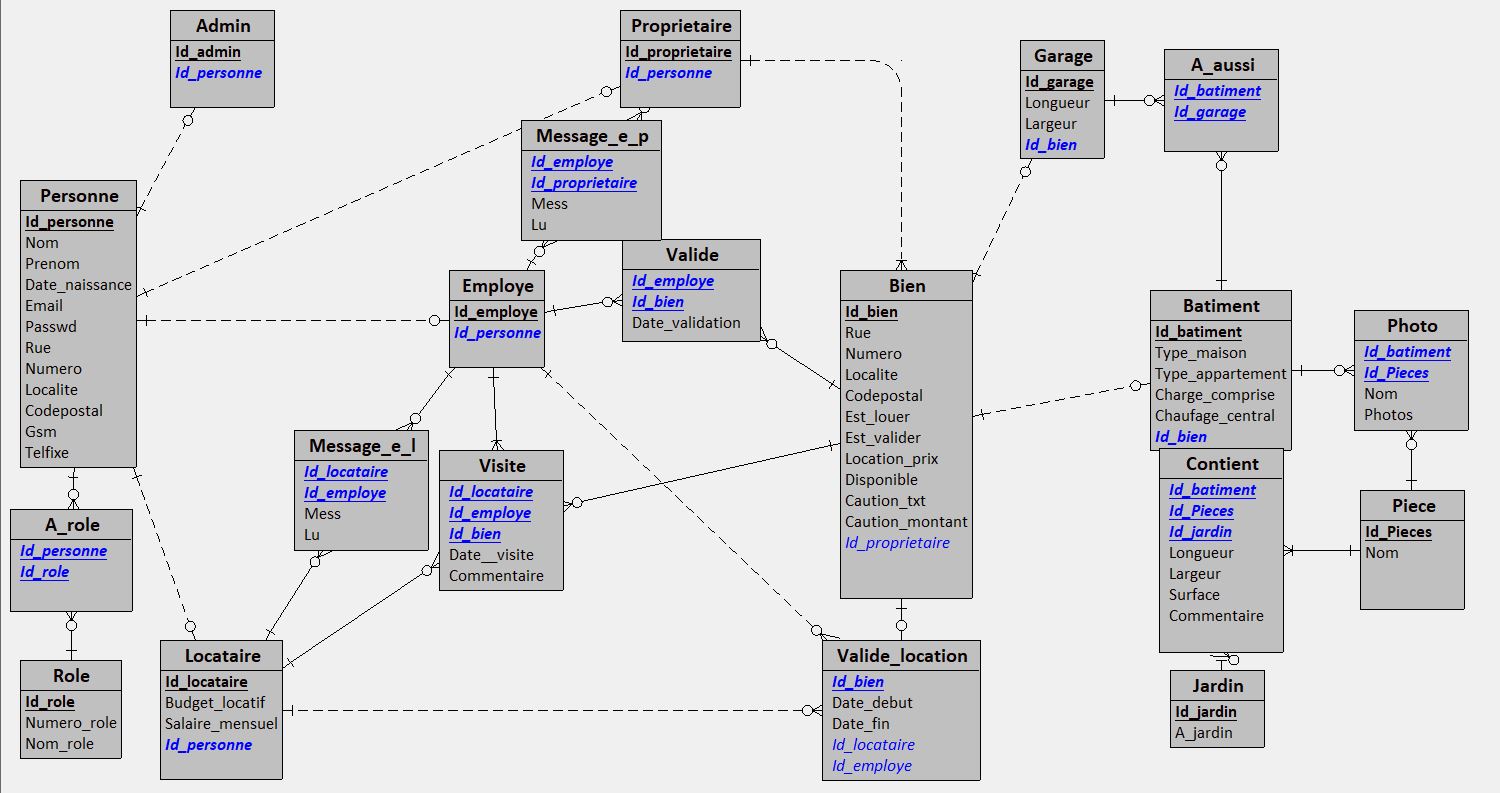 Admin
Id_admin
Id_personne
Proprietaire
Id_proprietaire
Id_personne
Garage
Id_garage
Longueur
Largeur
Id_bien
A_aussi
Id_batiment
Id_garage
Message_e_p
Id_employe
Id_proprietaire
Mess
Lu
Personne
Id_personne
Nom
Prenom
Date_naissance
Email
Passwd
Rue
Numero
Localite
Codepostal
Gsm
Telfixe
Employe
Id_employe
Id_personne
Valide
Id_employe
Id_bien
Date_validation
Bien
Id_bien
Rue
Numero
Localite
Codepostal
Est_louer
Est_valider
Location_prix
Disponible
Caution_txt
Caution_montant
Id_proprietaire
Batiment
Id_batiment
Type_maison
Type_appartement
Charge_comprise
Chaufage_central
Id_bien
Photo
Id_batiment
Id_Pieces
Nom
Photos
Message_e_l
Id_locataire
Id_employe
Mess
Lu
Visite
Id_locataire
Id_employe
Id_bien
Date__visite
Commentaire
Contient
Id_batiment
Id_Pieces
Id_jardin
Longueur
Largeur
Surface
Commentaire
Piece
Id_Pieces
Nom
A_role
Id_personne
Id_role
Role
Id_role
Numero_role
Nom_role
Locataire
Id_locataire
Budget_locatif
Salaire_mensuel
Id_personne
Valide_location
Id_bien
Date_debut
Date_fin
Id_locataire
Id_employe
Jardin
Id_jardin
A_jardin